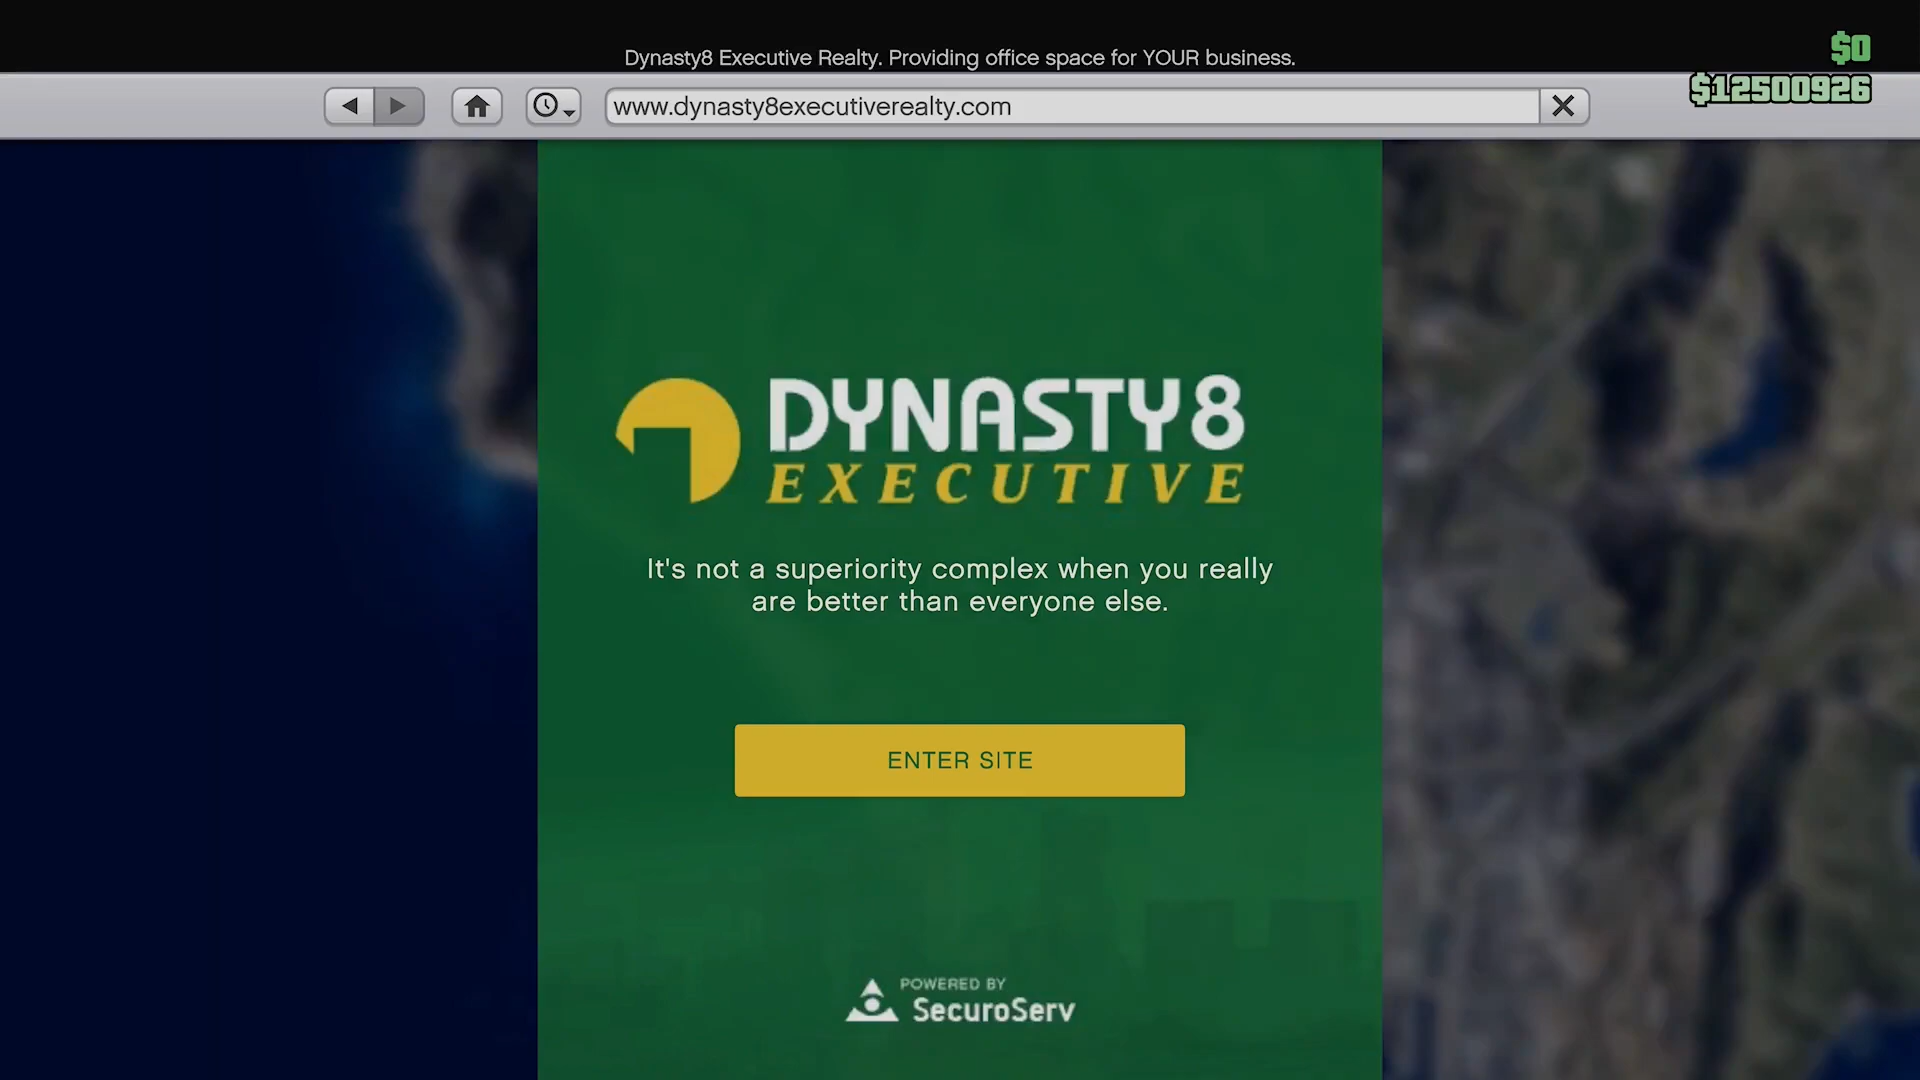 Dynasty8 Executive Realty. Providing office space for YOUR business.
$0
$12500926
www.dynasty8executiverealty.com
DYNASTY8
EXECUTIVE
It's not a superiority complex when you really
are better than everyone else.
ENTER SITE
POWERED BY
SecuroServ